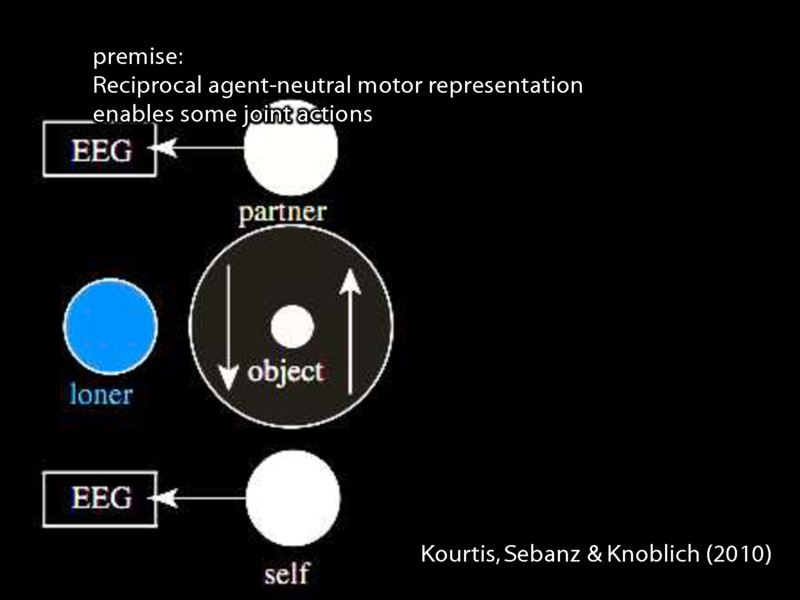 premise:
Reciprocal agent-neutral motor representation
enables some joint actions
EEG
partner
object
loner
EEG
self
Kourtis, Sebanz & Knoblich (2010)